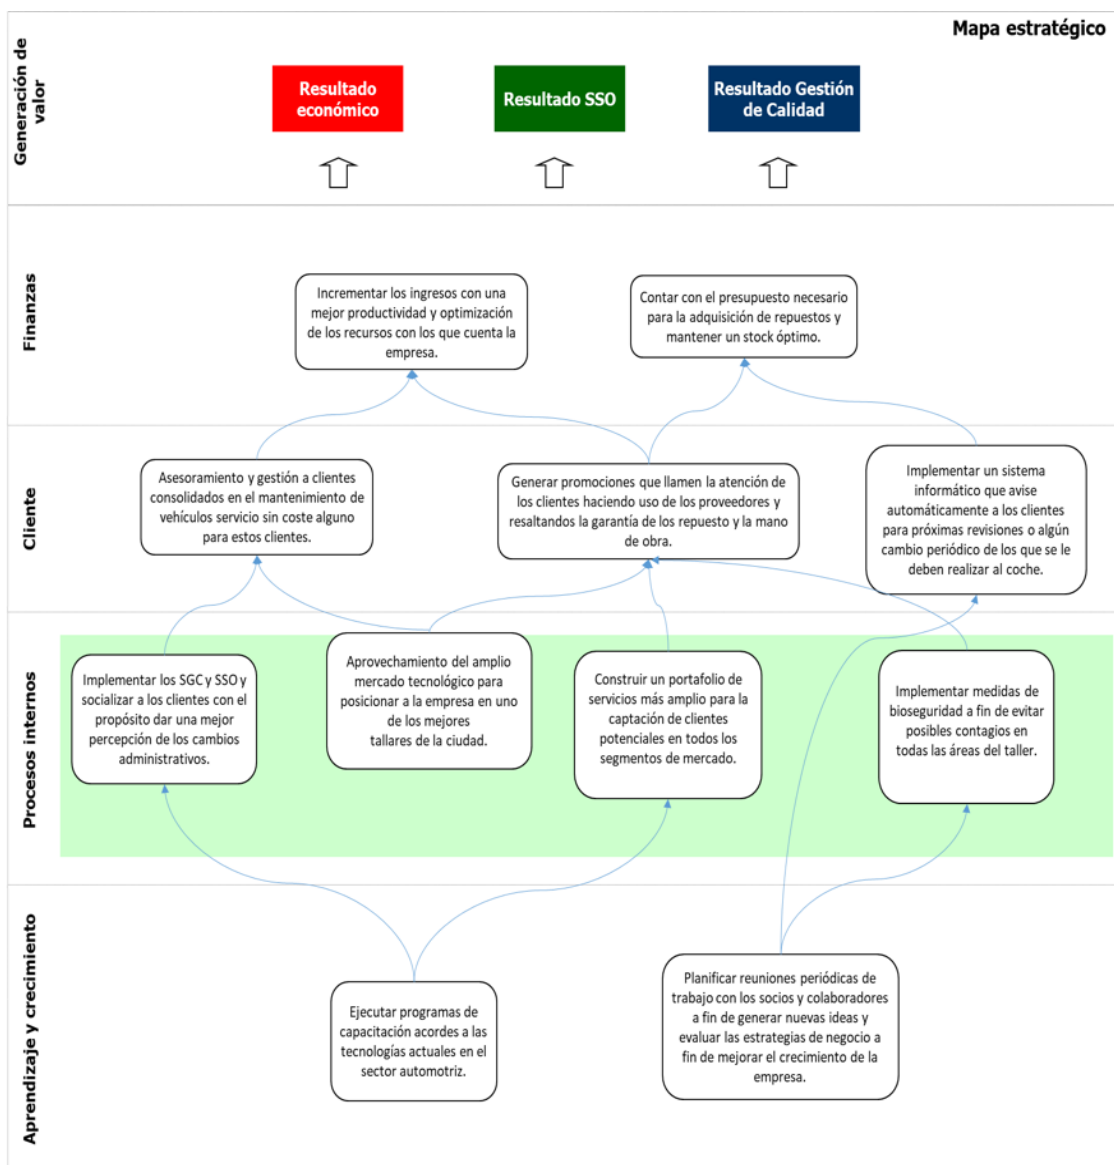 Mapa estratégico
Generación de
valor
Resultado
económico
Resultado SSO
Resultado Gestión
de Calidad
Finanzas
Incrementar los ingresos con una
mejor productividad y optimización
de los recursos con los que cuenta la
empresa.
Contar con el presupuesto necesario
para la adquisición de repuestos y
mantener un stock óptimo.
Cliente
Asesoramiento y gestión a clientes
consolidados en el mantenimiento de
vehículos servicio sin coste alguno
para estos clientes.
Generar promociones que llamen la atención de
los clientes haciendo uso de los proveedores y
resaltandos la garantía de los repuesto y la mano
de obra.
Implementar un sistema
informático que avise
automáticamente a los clientes
para próximas revisiones o algún
cambio periódico de los que se le
deben realizar al coche.
Procesos internos
Implementar los SGC y SSO y
socializar a los clientes con el
propósito dar una mejor
percepción de los cambios
administrativos.
Aprovechamiento del amplio
mercado tecnológico para
posicionar a la empresa en uno
de los mejores
tallares de la ciudad.
Construir un portafolio de
servicios más amplio para la
captación de clientes
potenciales en todos los
segmentos de mercado.
Implementar medidas de
bioseguridad a fin de evitar
posibles contagios en
todas las áreas del taller.
Aprendizaje y crecimiento
Ejecutar programas de
capacitación acordes a las
tecnologías actuales en el
sector automotriz.
Planificar reuniones periódicas de
trabajo con los socios y colaboradores
a fin de generar nuevas ideas y
evaluar las estrategias de negocio a
fin de mejorar el crecimiento de la
empresa.